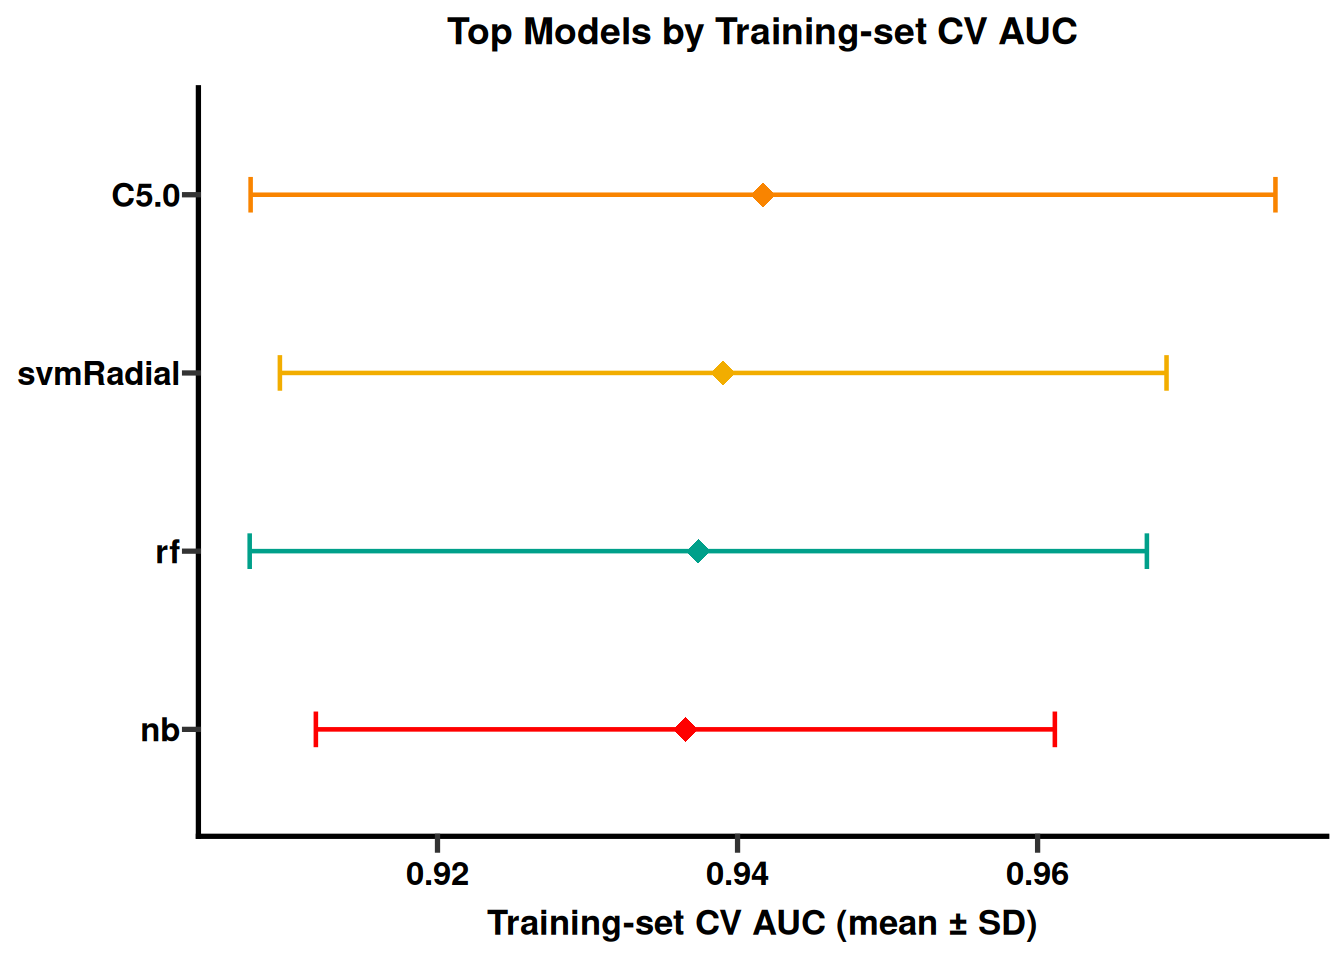 Top Models by Training-set CV AUC
C5.0
svmRadial
rf
nb
0.92 0.94 0.96
Training-set CV AUC (mean ± SD)